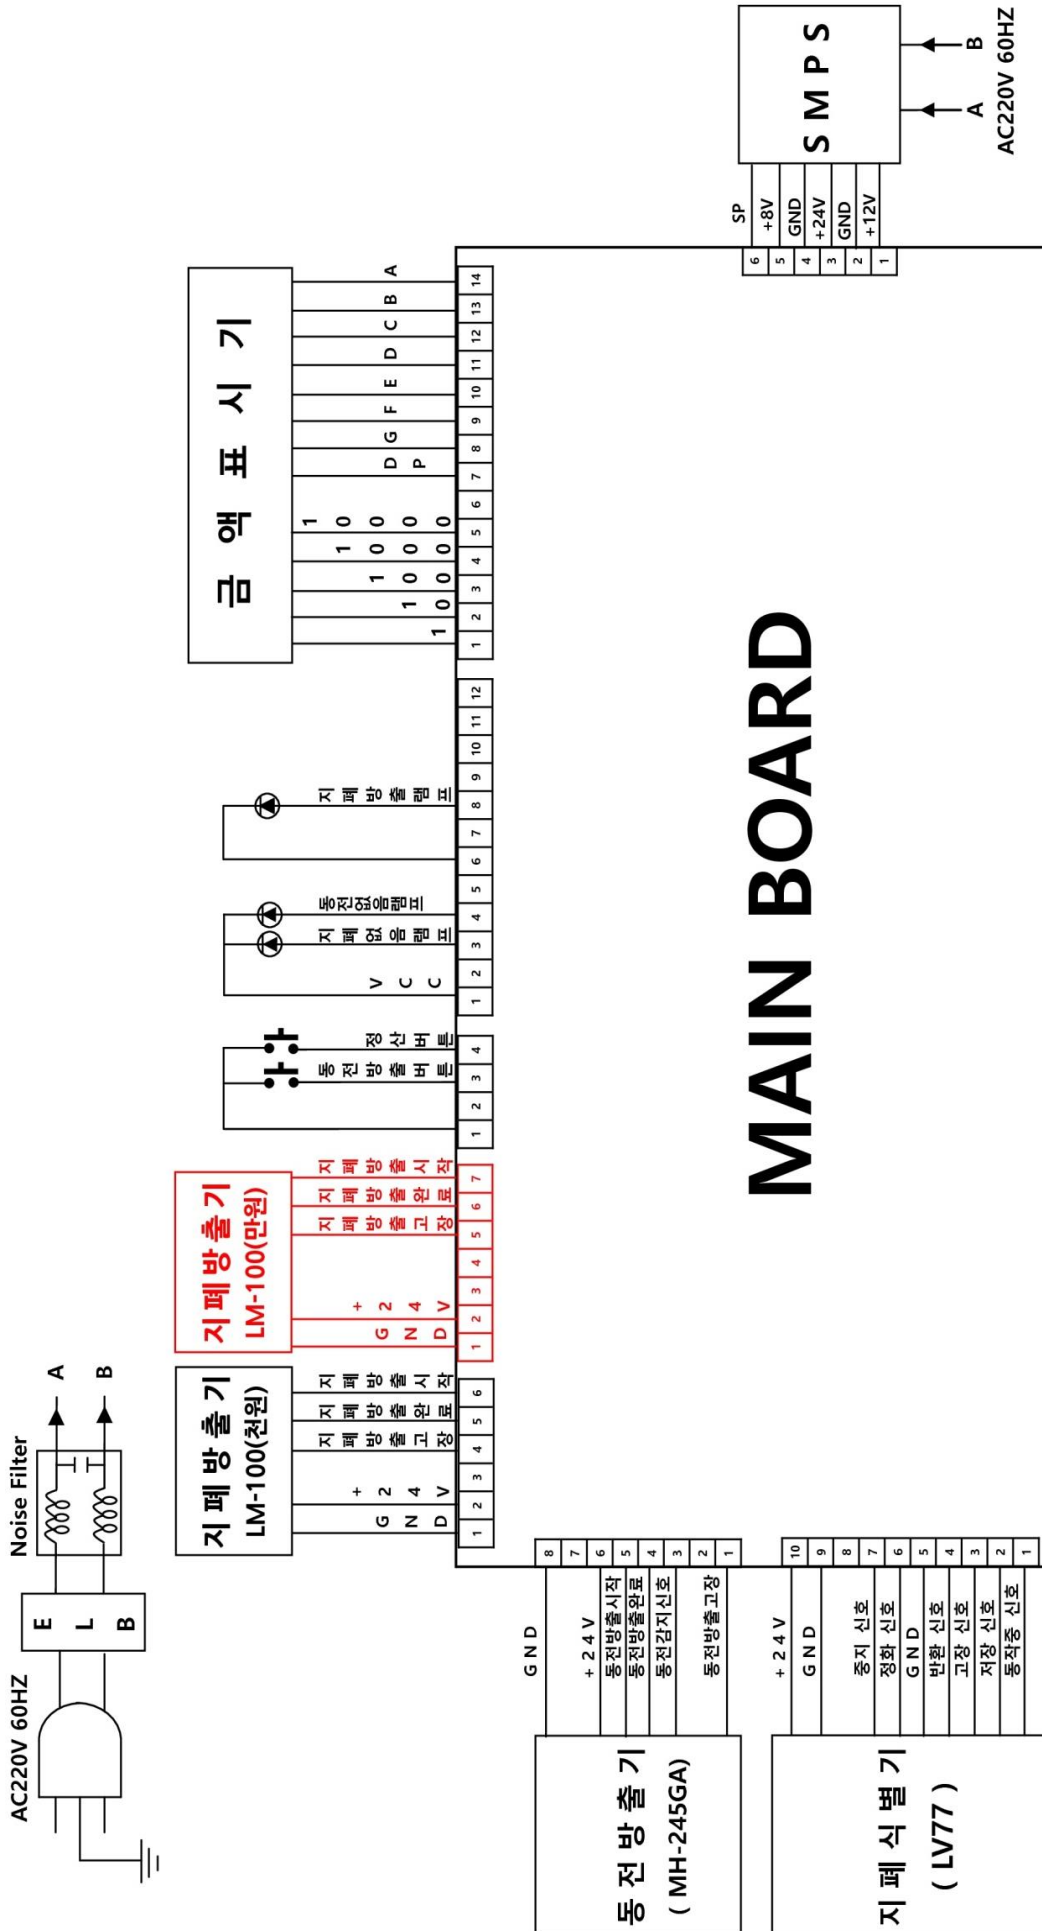 AC220V 60HZ
E L B
Noise Filter
A
B
지폐방출기
LM-100(천원)
GND
+24V
지폐방출고장
지폐방출완료
지폐방출시작
1 2 3 4 5 6
지폐방출기
LM-100(만원)
GND
+24V
지폐방출고장
지폐방출완료
지폐방출시작
1 2 3 4 5 6 7
동전방출버튼
정산버튼
1 2 3 4
VCC
지폐없음램프
동전없음램프
지폐방출램프
1 2 3 4 5 6 7 8 9 10 11 12
금액표시기
10000
1000
100
10
1
DP
G
F
E
D
C
B
A
1 2 3 4 5 6 7 8 9 10 11 12 13 14
동전방출기
( MH-245GA)
GND
+24V
동전방출시작
동전방출완료
동전감지신호
동전방출고장
8
7
6
5
4
3
2
1
지폐식별기
( LV77 )
+24V
GND
중지 신호
정화 신호
GND
반환 신호
고장 신호
저장 신호
동작중 신호
10
9
8
7
6
5
4
3
2
1
MAIN BOARD
6
5
4
3
2
1
SP
+8V
GND
+24V
GND
+12V
SMPS
A
B
AC220V 60HZ